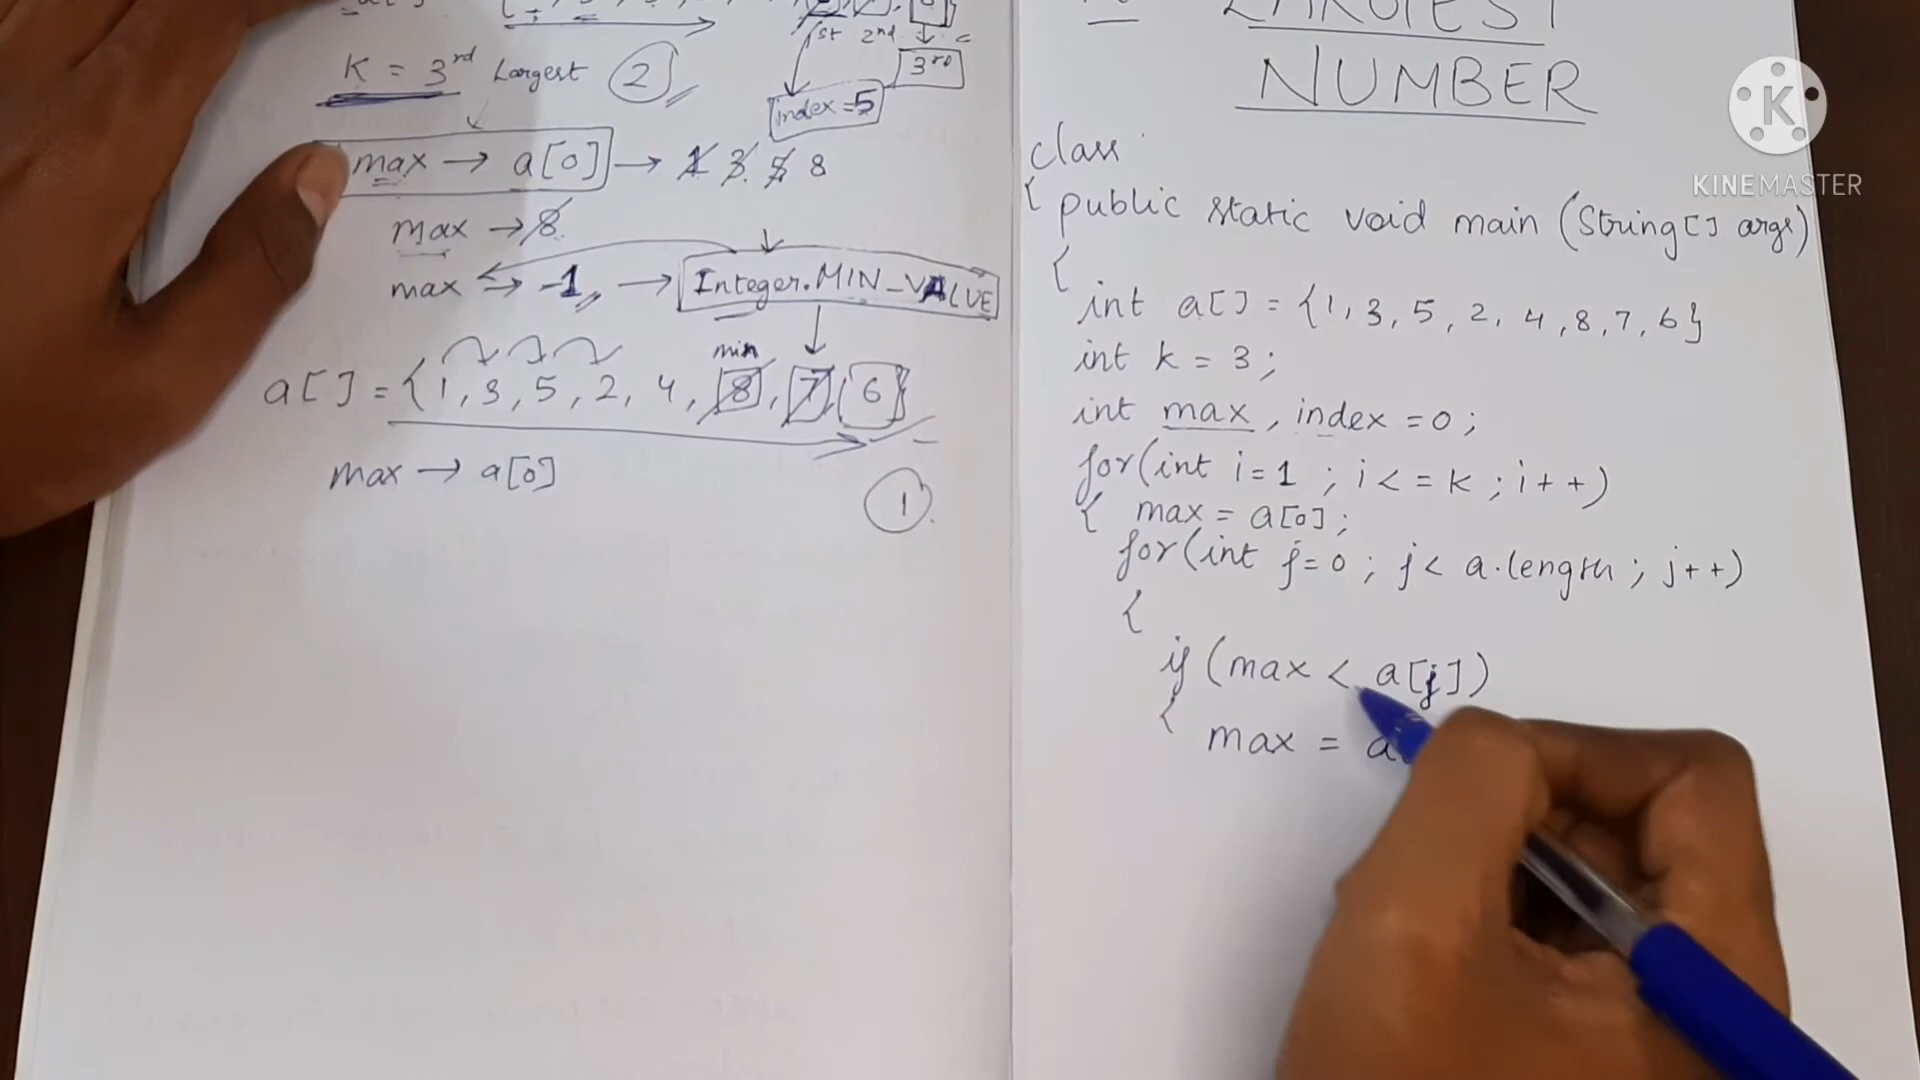 K = 3rd Largest 2
1st 2nd
3rd
index = 5
max → a[0] → 1 3 5 8
max → 8
max → -1 → Integer.MIN_VALUE
min
a[] = {1, 3, 5, 2, 4, 8, 7, 6}
max → a[0]
1
LARGEST
NUMBER
class
{ public static void main (String[] args)
{
int a[] = {1, 3, 5, 2, 4, 8, 7, 6}
int k = 3;
int max, index = 0;
for(int i = 1 ; i <= k ; i++)
{ max = a[0];
for(int j = 0 ; j < a.length ; j++)
{
if (max < a[j])
{
max = a
K
KINEMASTER